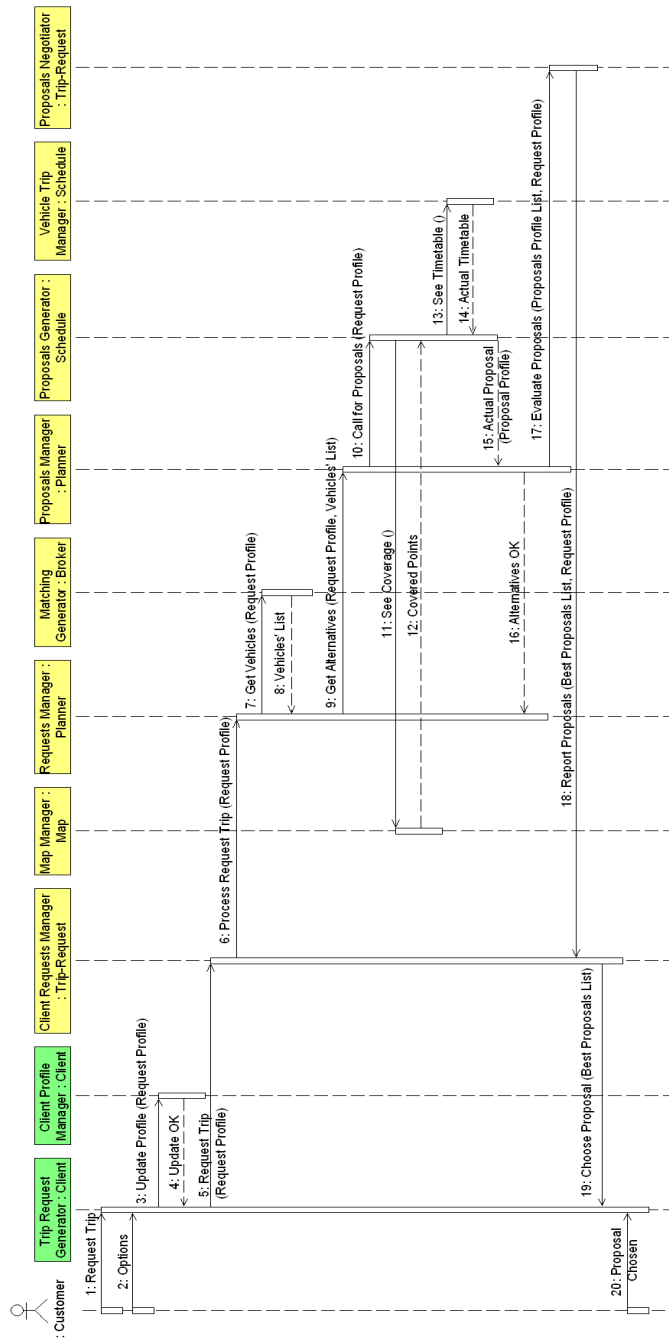 : Customer
Trip Request
Generator : Client
Client Profile
Manager : Client
Client Requests Manager
: Trip-Request
Map Manager :
Map
Requests Manager :
Planner
Matching
Generator : Broker
Proposals Manager
: Planner
Proposals Generator :
Schedule
Vehicle Trip
Manager : Schedule
Proposals Negotiator
: Trip-Request
1: Request Trip
2: Options
3: Update Profile (Request Profile)
4: Update OK
5: Request Trip
(Request Profile)
6: Process Request Trip (Request Profile)
7: Get Vehicles (Request Profile)
8: Vehicles' List
9: Get Alternatives (Request Profile, Vehicles' List)
10: Call for Proposals (Request Profile)
11: See Coverage ()
12: Covered Points
13: See Timetable ()
14: Actual Timetable
15: Actual Proposal
(Proposal Profile)
16: Alternatives OK
17: Evaluate Proposals (Proposals Profile List, Request Profile)
18: Report Proposals (Best Proposals List, Request Profile)
19: Choose Proposal (Best Proposals List)
20: Proposal
Chosen